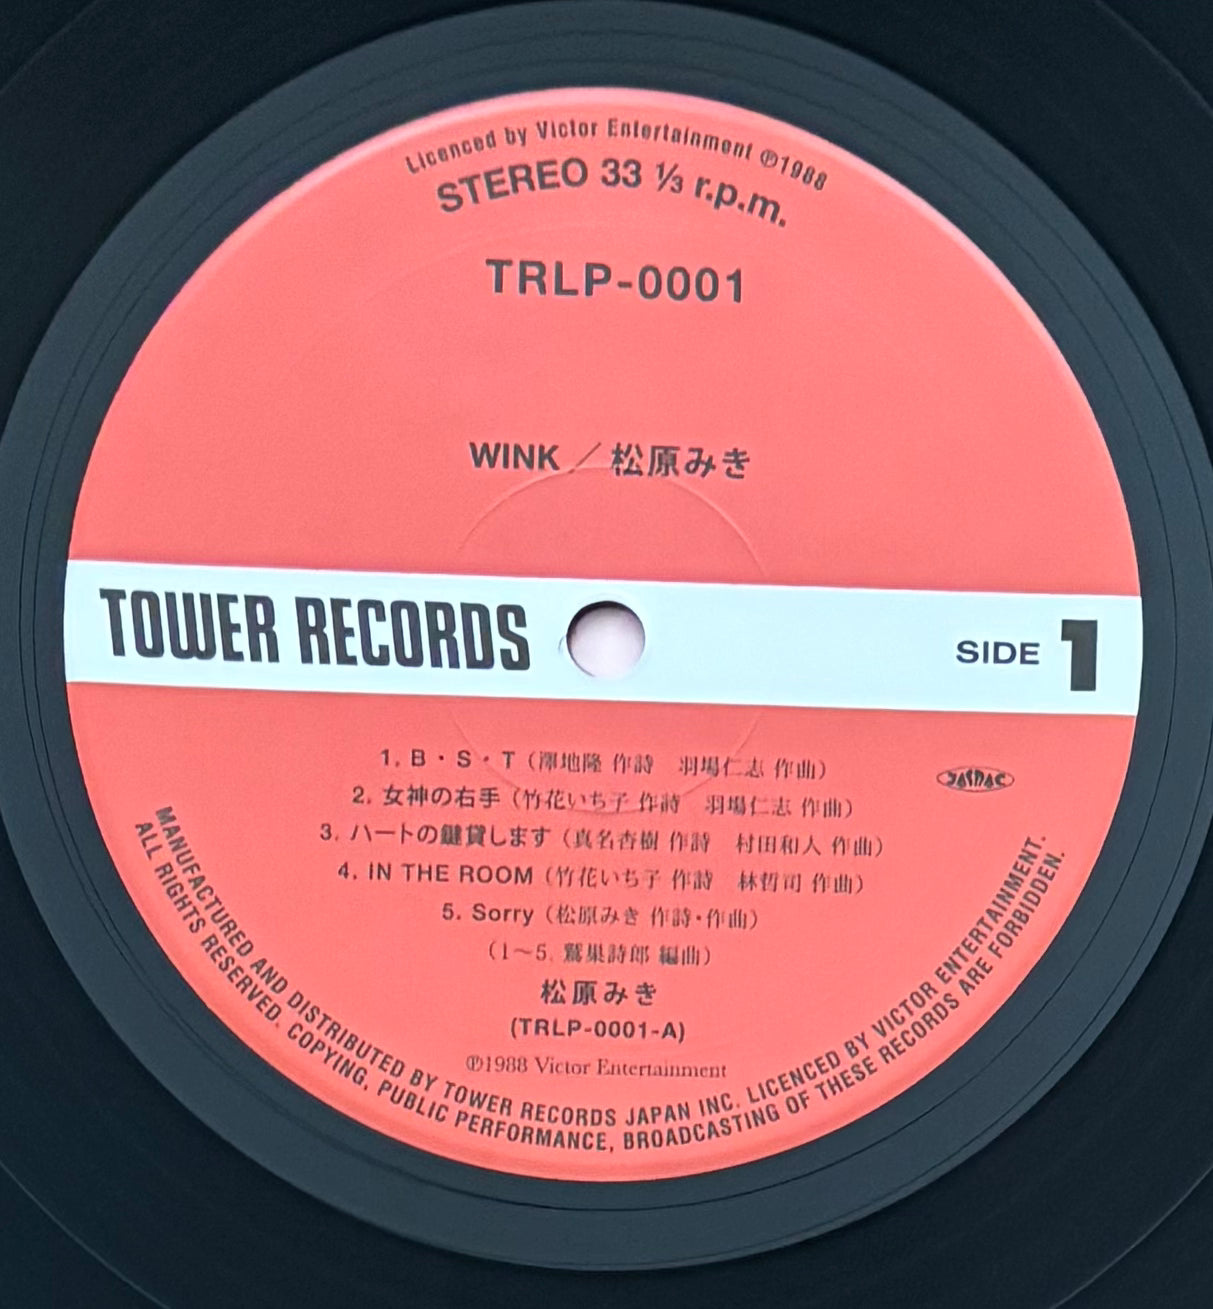 Licenced by Victor Entertainment ℗1988
STEREO 33 ⅓ r.p.m.
TRLP-0001
WINK／松原みき
TOWER RECORDS
SIDE 1
1. B・S・T（澤地隆 作詩　羽場仁志 作曲）
JASRAC
2. 女神の右手（竹花いち子 作詩　羽場仁志 作曲）
3. ハートの鍵貸します（真名杏樹 作詩　村田和人 作曲）
4. IN THE ROOM（竹花いち子 作詩　林哲司 作曲）
5. Sorry（松原みき 作詩・作曲）
（1〜5. 鷺巣詩郎 編曲）
松原みき
(TRLP-0001-A)
℗1988 Victor Entertainment
MANUFACTURED AND DISTRIBUTED BY TOWER RECORDS JAPAN INC. LICENCED BY VICTOR ENTERTAINMENT.
ALL RIGHTS RESERVED. COPYING, PUBLIC PERFORMANCE, BROADCASTING OF THESE RECORDS ARE FORBIDDEN.